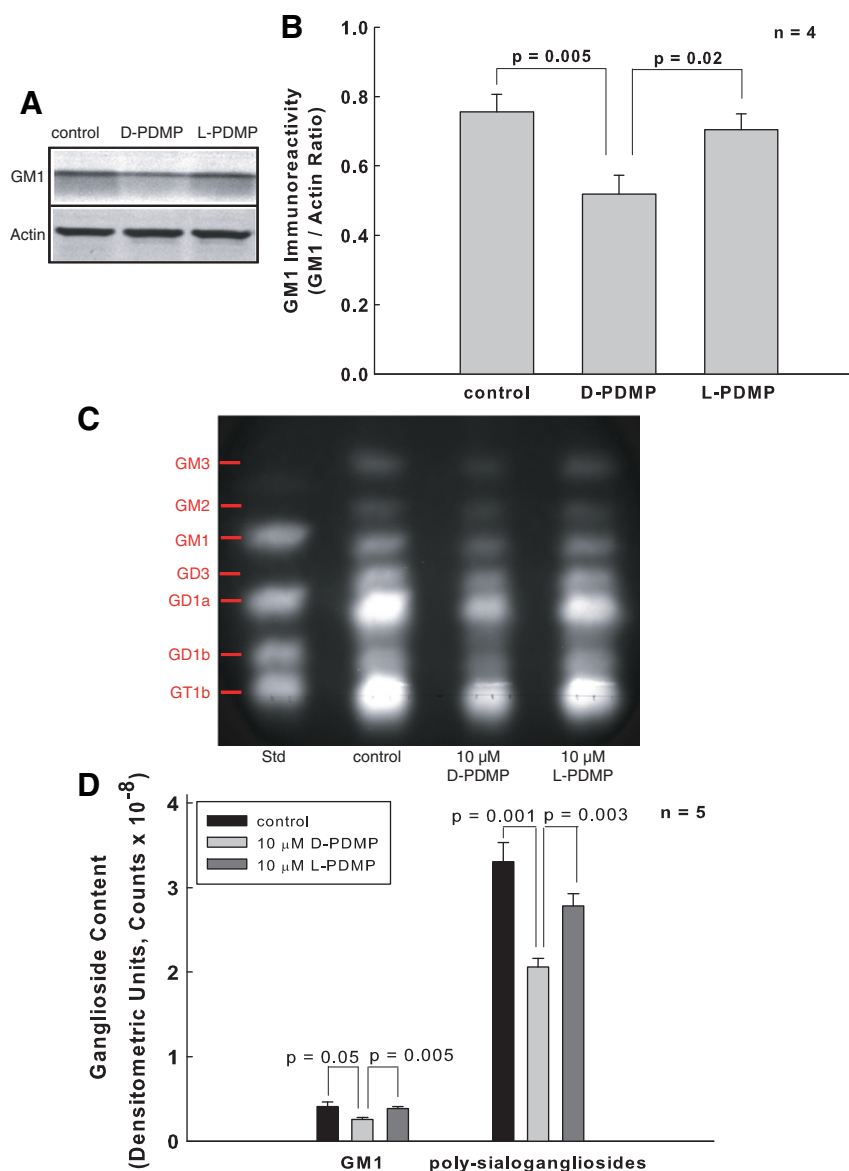 A
control D-PDMP L-PDMP
GM1
Actin
B
n = 4
p = 0.005
p = 0.02
GM1 Immunoreactivity
(GM1 / Actin Ratio)
1.0
0.8
0.6
0.4
0.2
0.0
control D-PDMP L-PDMP
C
GM3
GM2
GM1
GD3
GD1a
GD1b
GT1b
Std control 10 µM D-PDMP 10 µM L-PDMP
D
n = 5
Ganglioside Content
(Densitometric Units, Counts x 10⁻⁸)
4
3
2
1
0
control
10 µM D-PDMP
10 µM L-PDMP
p = 0.001
p = 0.003
p = 0.05
p = 0.005
GM1 poly-sialogangliosides